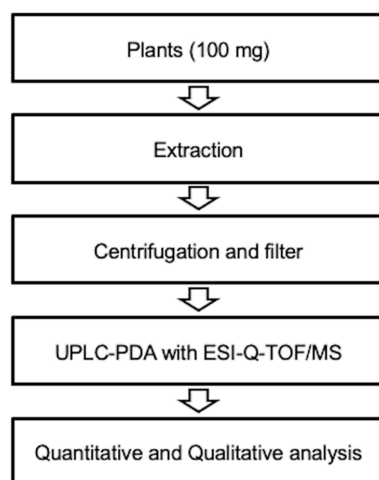 Plants (100 mg)
Extraction
Centrifugation and filter
UPLC-PDA with ESI-Q-TOF/MS
Quantitative and Qualitative analysis